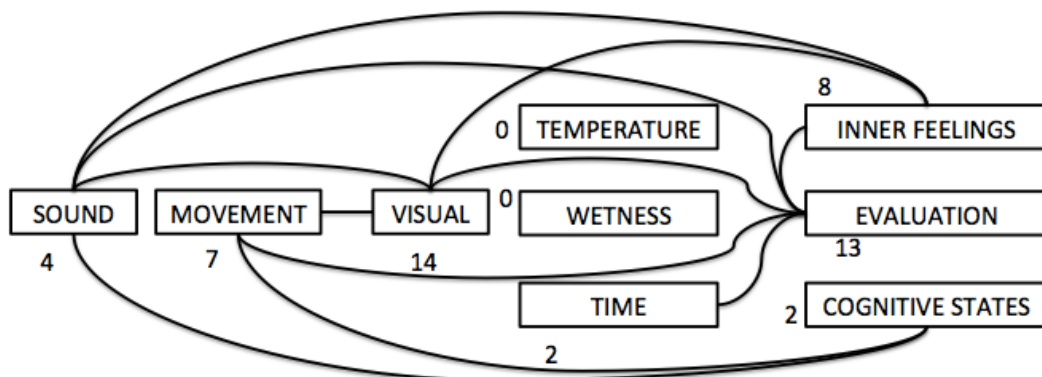 8
0 TEMPERATURE INNER FEELINGS
0
SOUND MOVEMENT VISUAL WETNESS EVALUATION
4 7 14 13
TIME 2 COGNITIVE STATES
2